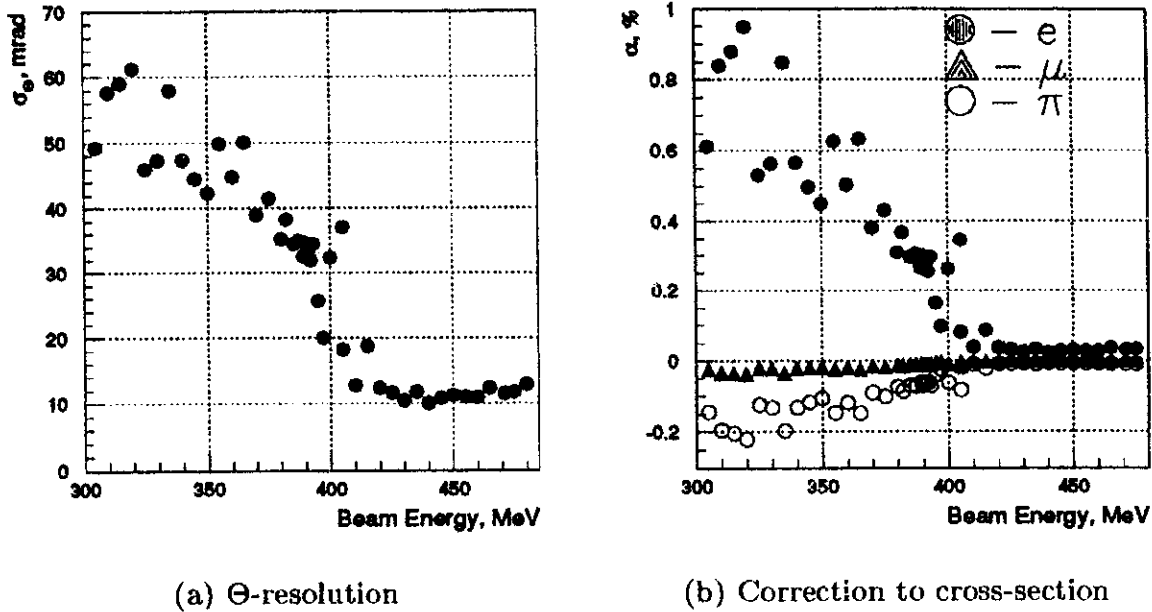 σΘ, mrad
70
60
50
40
30
20
10
0
300
350
400
450
Beam Energy, MeV
(a) Θ-resolution
α, %
1
0.8
0.6
0.4
0.2
0
-0.2
— e
— μ
— π
300
350
400
450
Beam Energy, MeV
(b) Correction to cross-section